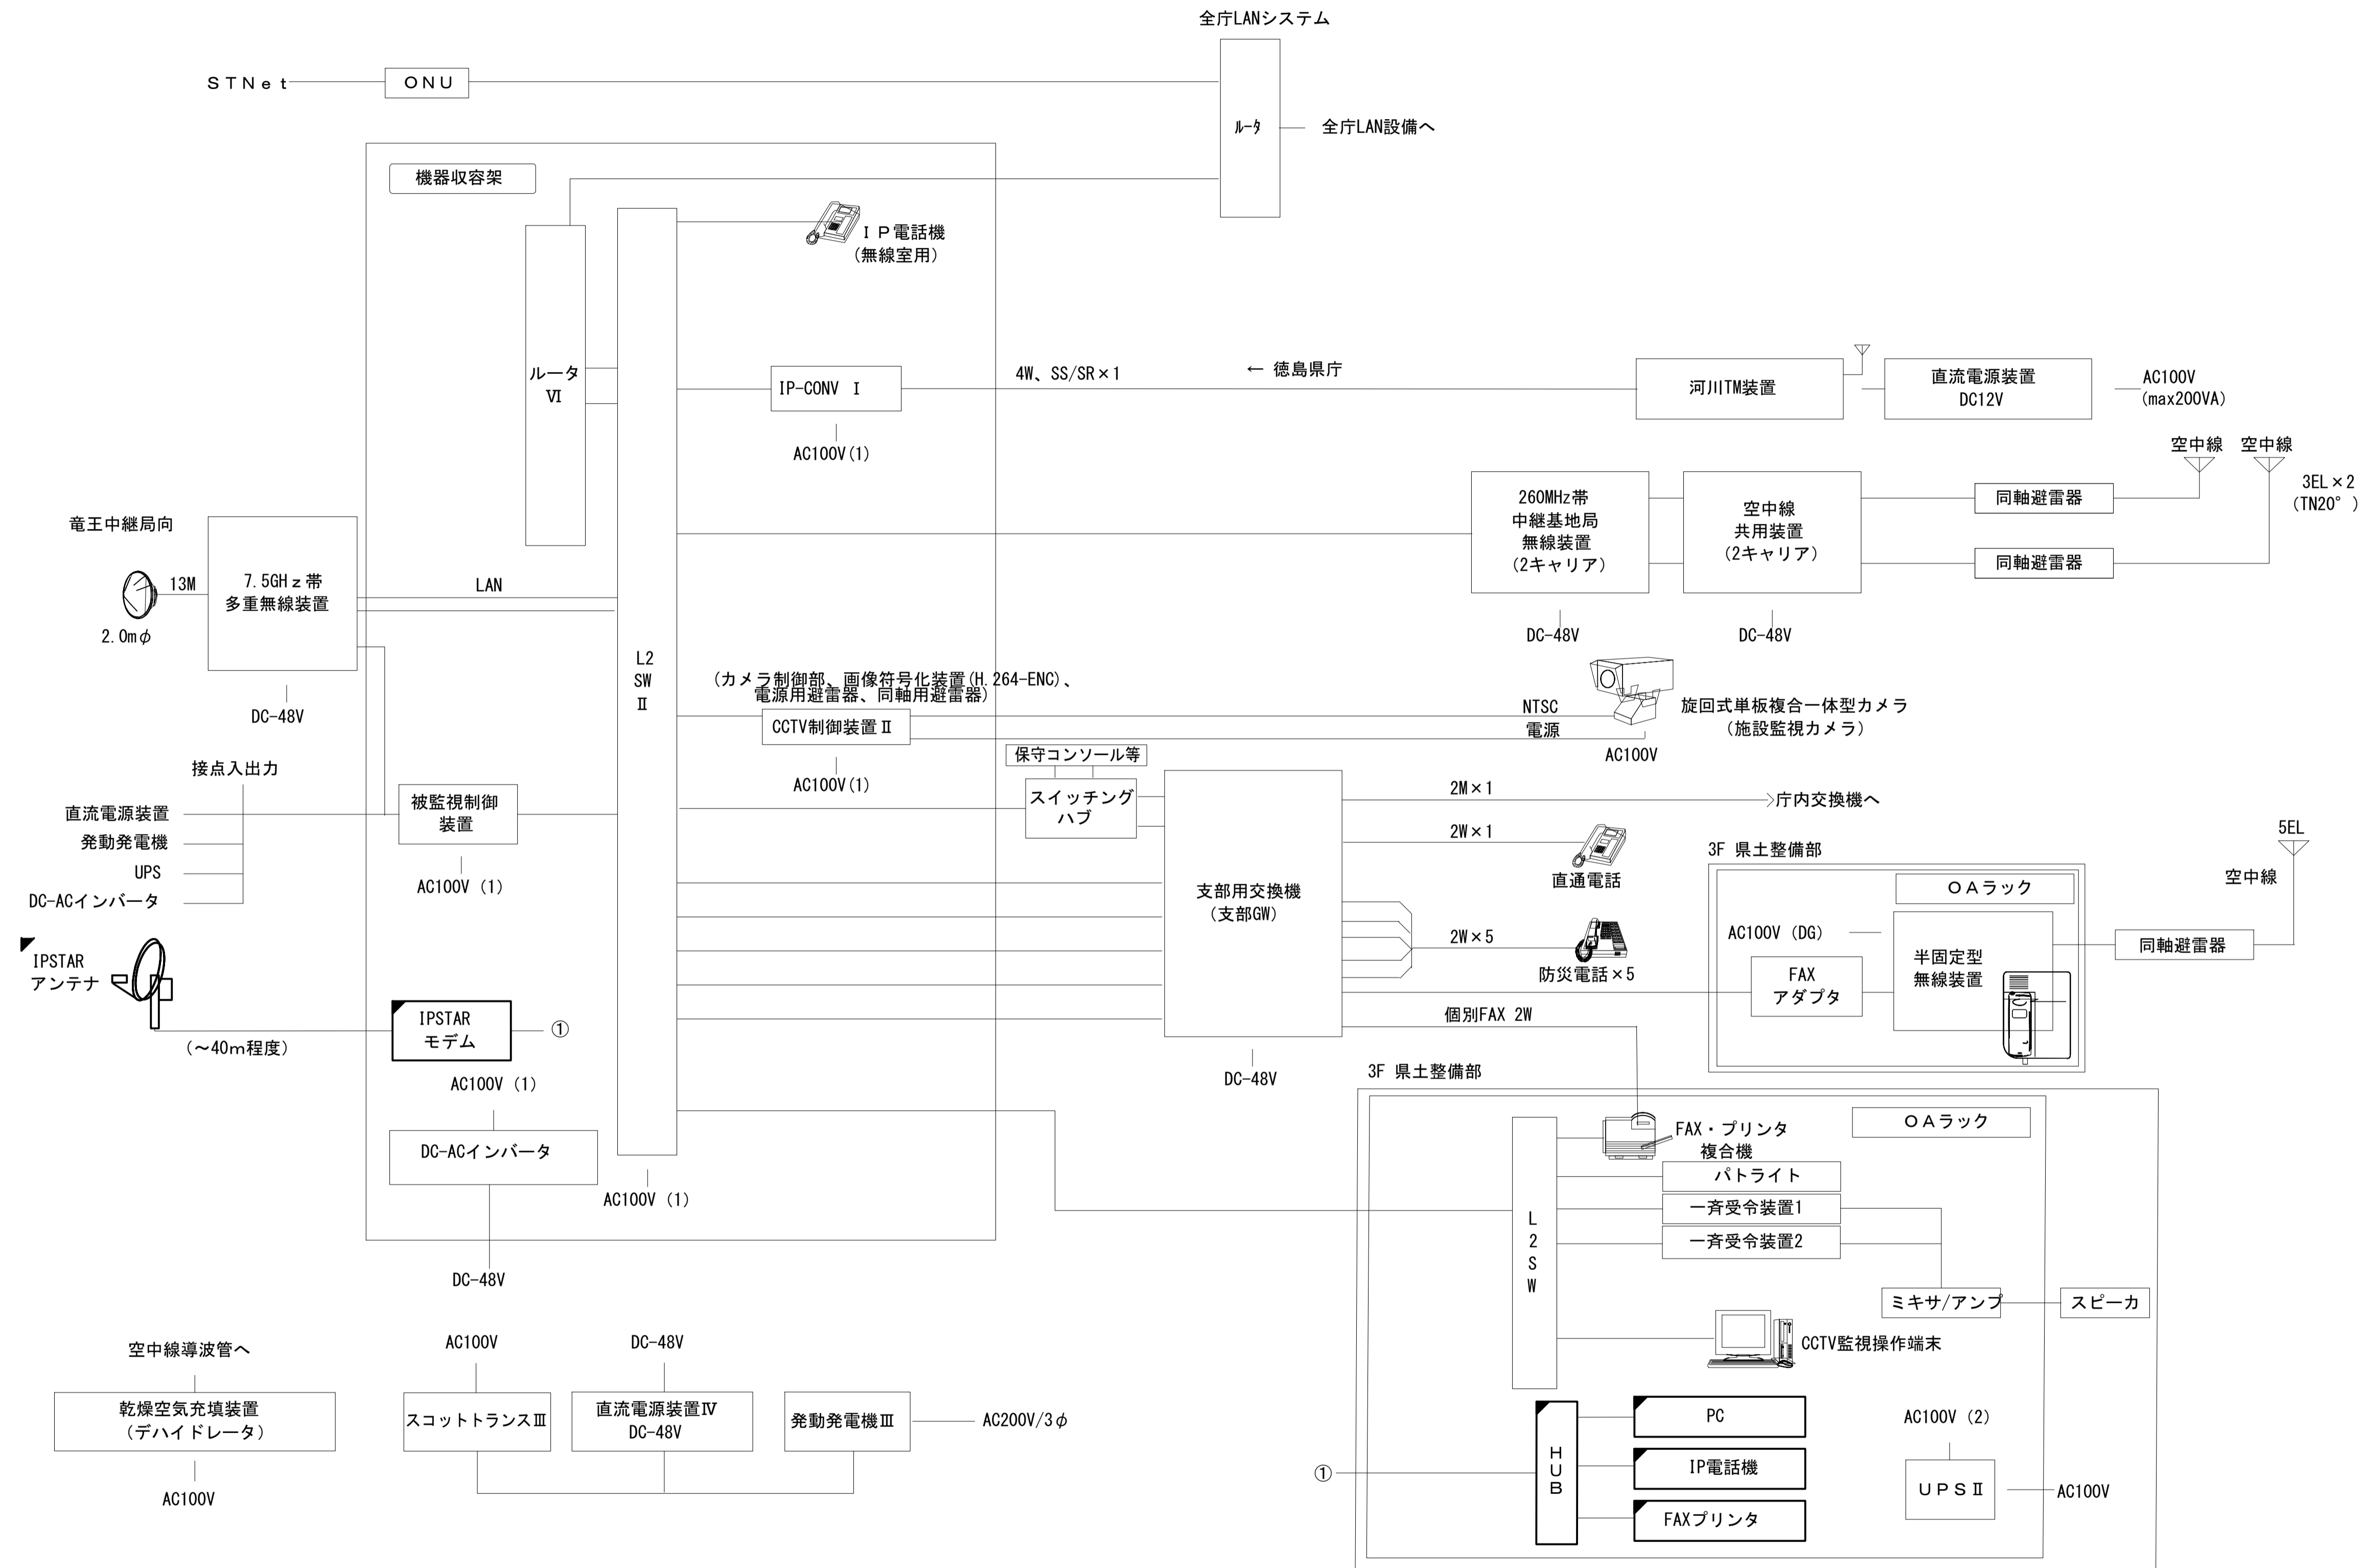 全庁LANシステム
ＳＴＮｅｔ
ＯＮＵ
ﾙｰﾀ
全庁LAN設備へ
機器収容架
ＩＰ電話機
(無線室用)
ルータ
Ⅵ
IP-CONV Ⅰ
AC100V(1)
4W、SS/SR×1
← 徳島県庁
河川TM装置
直流電源装置
DC12V
AC100V
(max200VA)
空中線
空中線
3EL×2
(TN20°)
260MHz帯
中継基地局
無線装置
(2キャリア)
空中線
共用装置
(2キャリア)
同軸避雷器
同軸避雷器
DC-48V
DC-48V
竜王中継局向
13M
2.0mφ
7.5GHｚ帯
多重無線装置
DC-48V
LAN
L2
SW
Ⅱ
(カメラ制御部、画像符号化装置(H.264-ENC)、
電源用避雷器、同軸用避雷器)
CCTV制御装置Ⅱ
AC100V(1)
NTSC
電源
AC100V
旋回式単板複合一体型カメラ
(施設監視カメラ)
接点入出力
直流電源装置
発動発電機
UPS
DC-ACインバータ
被監視制御
装置
AC100V (1)
保守コンソール等
スイッチング
ハブ
支部用交換機
(支部GW)
DC-48V
2M×1
庁内交換機へ
2W×1
直通電話
2W×5
防災電話×5
個別FAX 2W
3F 県土整備部
ＯＡラック
AC100V (DG)
FAX
アダプタ
半固定型
無線装置
同軸避雷器
5EL
空中線
IPSTAR
アンテナ
(～40m程度)
IPSTAR
モデム
①
AC100V (1)
DC-ACインバータ
DC-48V
AC100V (1)
3F 県土整備部
ＯＡラック
L
2
S
W
FAX・プリンタ
複合機
パトライト
一斉受令装置1
一斉受令装置2
ミキサ/アンプ
スピーカ
CCTV監視操作端末
①
H
U
B
PC
IP電話機
FAXプリンタ
AC100V (2)
ＵＰＳⅡ
AC100V
空中線導波管へ
乾燥空気充填装置
(デハイドレータ)
AC100V
AC100V
スコットトランスⅢ
DC-48V
直流電源装置Ⅳ
DC-48V
発動発電機Ⅲ
AC200V/3φ